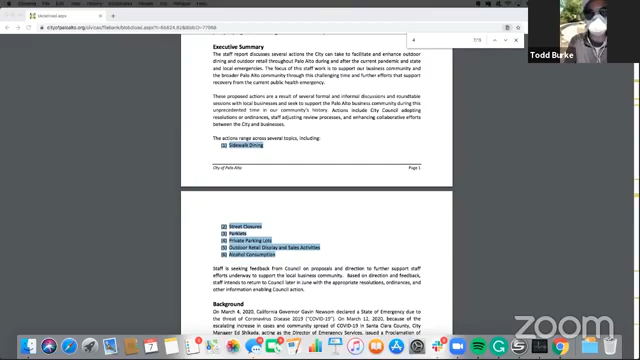 blobdload.aspx
4
7/9
Todd Burke
Executive Summary
The staff report discusses several actions the City can take to facilitate and enhance outdoor
dining and outdoor retail throughout Palo Alto during and after the current pandemic and state
and local emergencies. The focus of this staff work is to support our business community and
the broader Palo Alto community through this challenging time and further efforts that support
recovery from the current public health emergency.
These proposed actions are a result of several formal and informal discussions and roundtable
sessions with local businesses and seek to support the Palo Alto business community during this
unprecedented time in our community's history. Actions include City Council adopting
resolutions or ordinances, staff adjusting review processes, and enhancing collaborative efforts
between the City and businesses.
The actions range across several topics, including:
(1) Sidewalk Dining
City of Palo Alto
Page 1
(2) Street Closures
(3) Parklets
(4) Private Parking Lots
(5) Outdoor Retail Display and Sales Activities
(6) Alcohol Consumption
Staff is seeking feedback from Council on proposals and direction to further support staff
efforts underway to support the local business community. Based on direction and feedback,
staff intends to return to Council later in June with the appropriate resolutions, ordinances, and
other information enabling Council action.
Background
On March 4, 2020, California Governor Gavin Newsom declared a State of Emergency due to
the threat of Coronavirus Disease 2019 ("COVID-19"). On March 12, 2020, because of the
escalating increase in cases and community spread of COVID-19 in Santa Clara County, City
Manager Ed Shikada, acting as the Director of Emergency Services, issued a Proclamation of
7
zoom